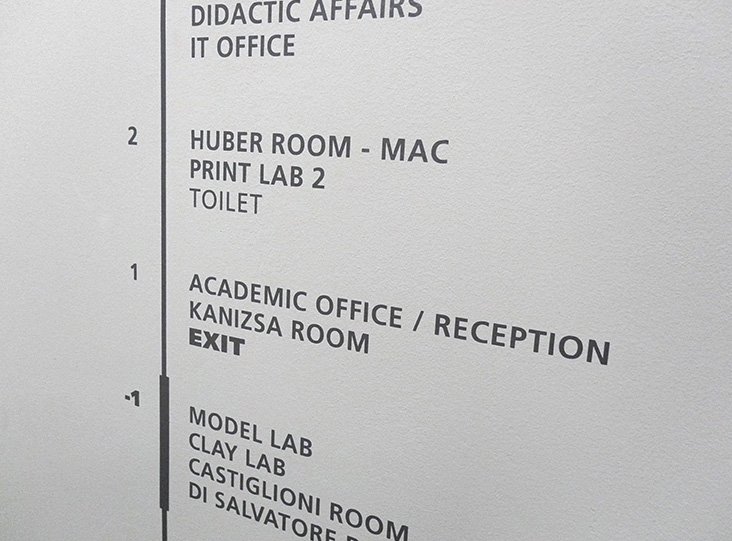 DIDACTIC AFFAIRS
IT OFFICE
2
HUBER ROOM - MAC
PRINT LAB 2
TOILET
1
ACADEMIC OFFICE / RECEPTION
KANIZSA ROOM
EXIT
-1
MODEL LAB
CLAY LAB
CASTIGLIONI ROOM
DI SALVATORE